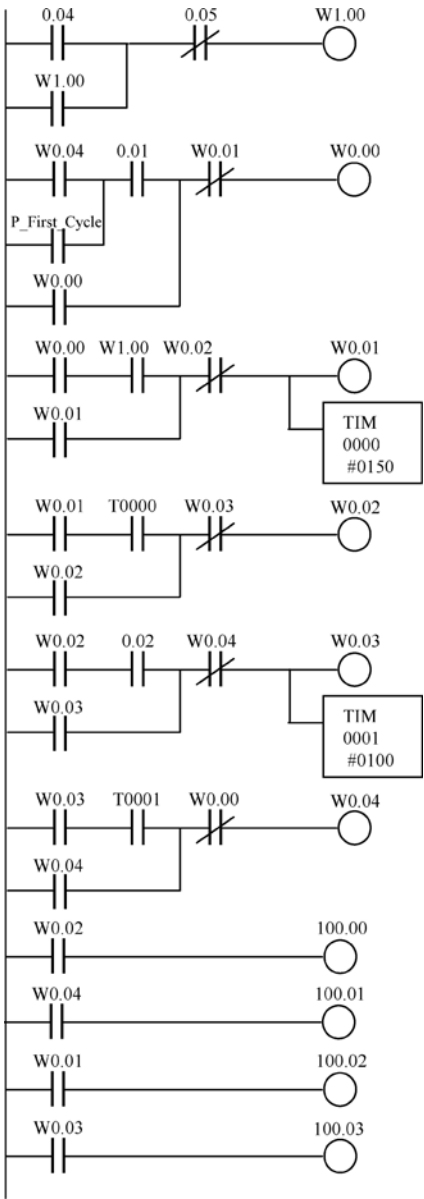 0.04 0.05 W1.00
W1.00
W0.04 0.01 W0.01 W0.00
P_First_Cycle
W0.00
W0.00 W1.00 W0.02 W0.01
W0.01
TIM
0000
#0150
W0.01 T0000 W0.03 W0.02
W0.02
W0.02 0.02 W0.04 W0.03
W0.03
TIM
0001
#0100
W0.03 T0001 W0.00 W0.04
W0.04
W0.02 100.00
W0.04 100.01
W0.01 100.02
W0.03 100.03